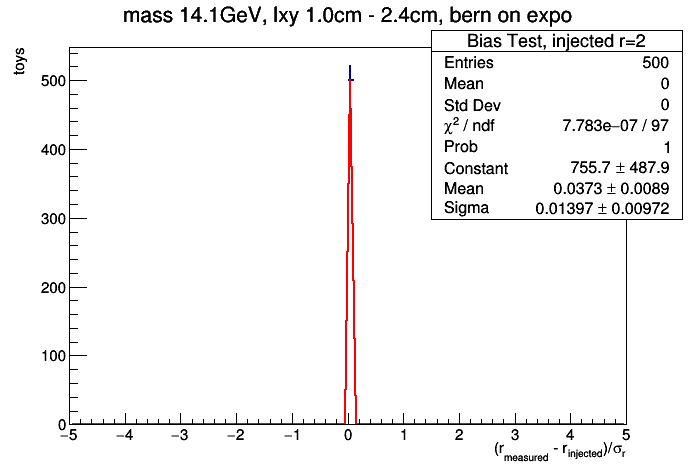 mass 14.1GeV, lxy 1.0cm - 2.4cm, bern on expo
toys
Bias Test, injected r=2
Entries 500
Mean 0
Std Dev 0
χ² / ndf 7.783e−07 / 97
Prob 1
Constant 755.7 ± 487.9
Mean 0.0373 ± 0.0089
Sigma 0.01397 ± 0.00972
500
400
300
200
100
0
−5 −4 −3 −2 −1 0 1 2 3 4 5
(r_measured - r_injected)/σ_r